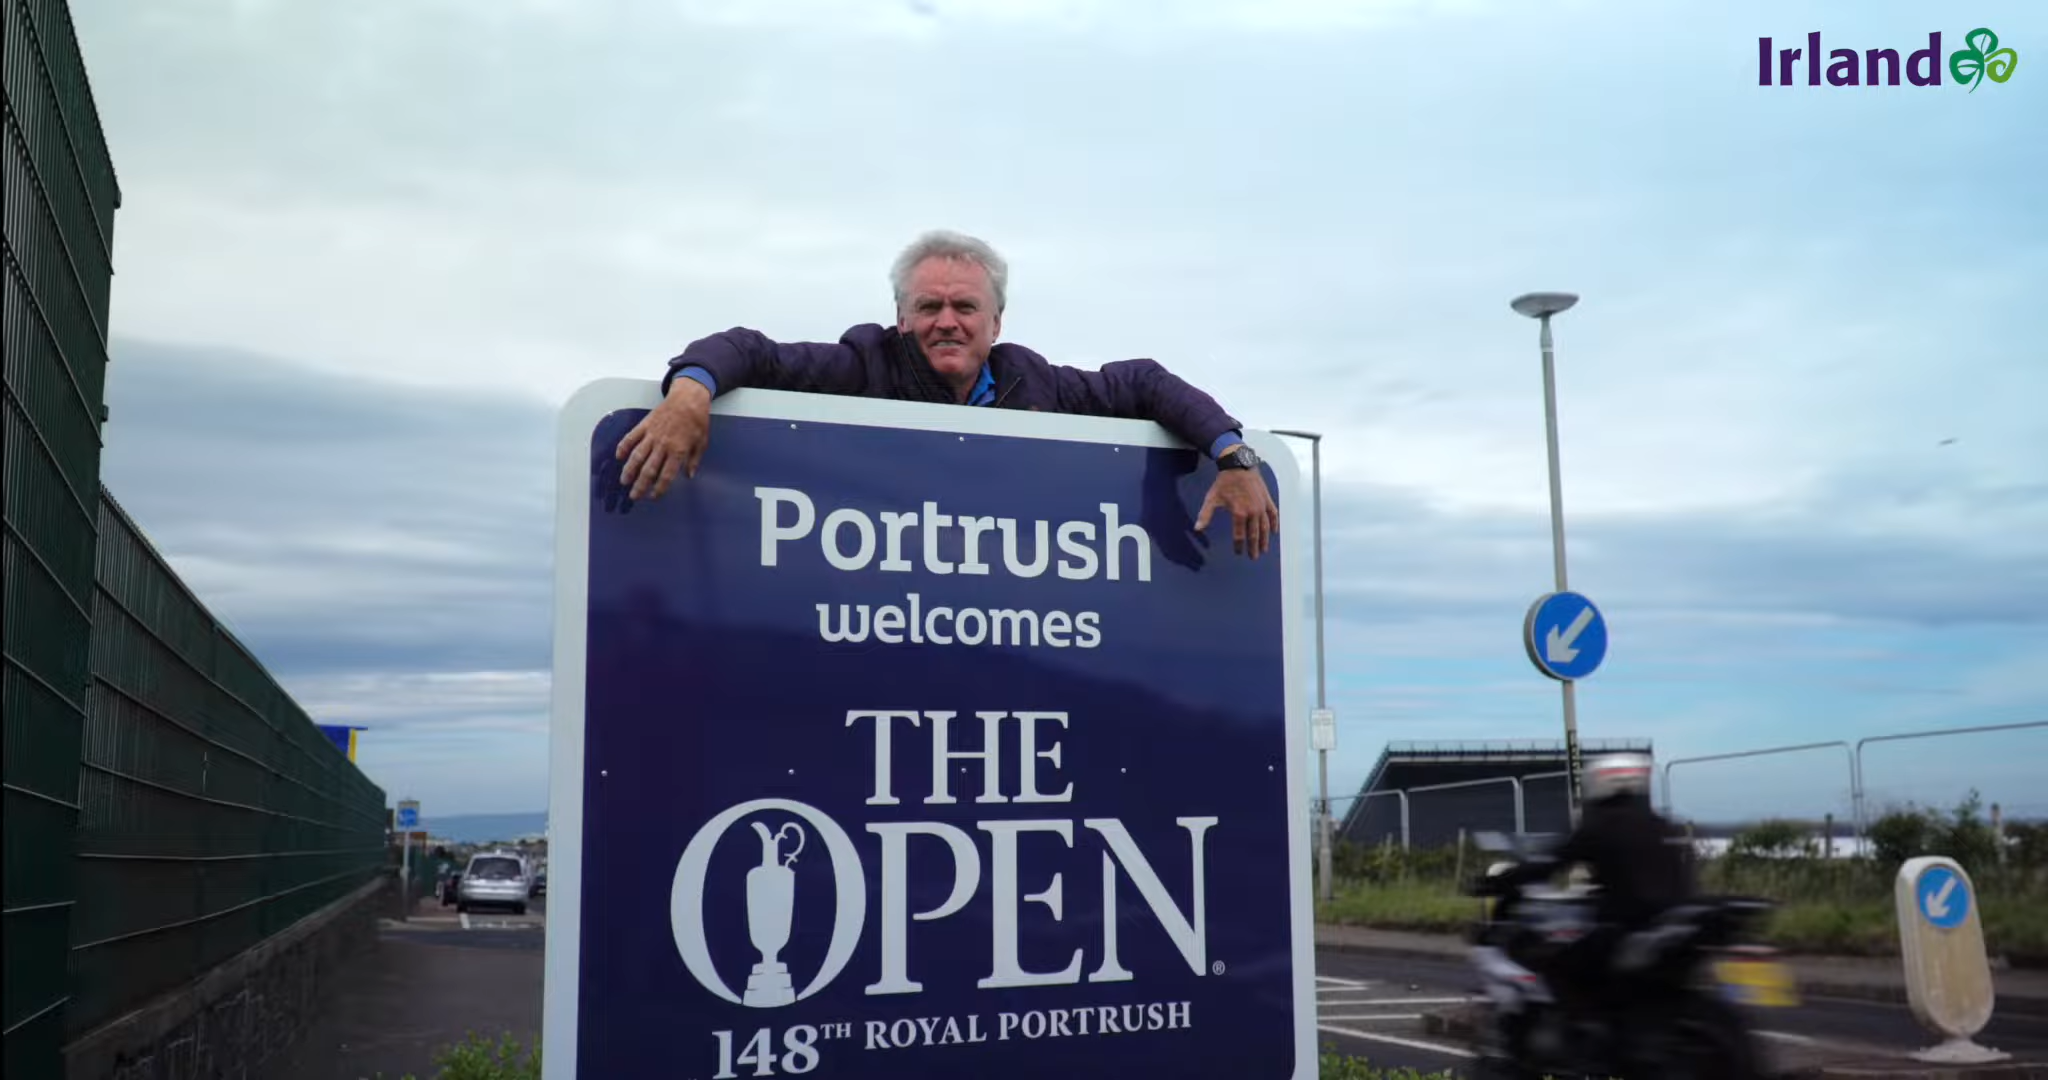 Irland
Portrush
welcomes
THE
OPEN®
148TH ROYAL PORTRUSH